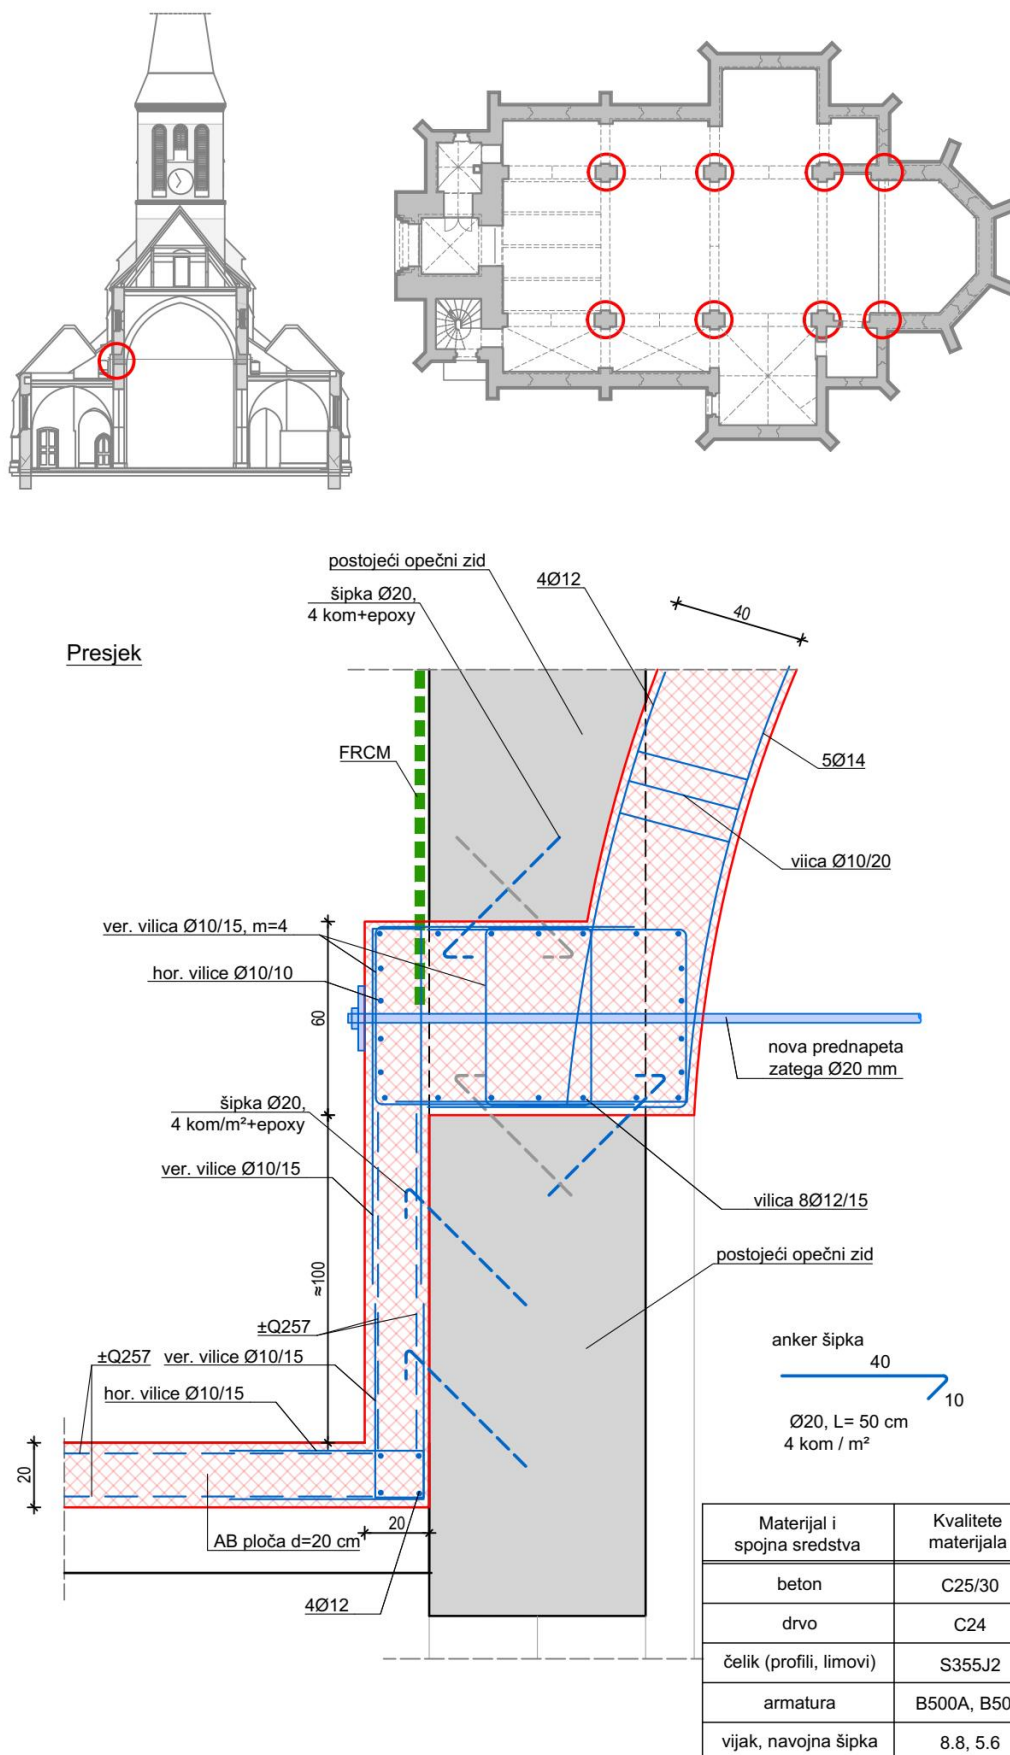 postojeći opečni zid
šipka Ø20,
4 kom+epoxy
4Ø12
40
Presjek
FRCM
5Ø14
viica Ø10/20
ver. vilica Ø10/15, m=4
hor. vilice Ø10/10
60
nova prednapeta
zatega Ø20 mm
šipka Ø20,
4 kom/m²+epoxy
ver. vilice Ø10/15
vilica 8Ø12/15
≈100
postojeći opečni zid
±Q257
±Q257
ver. vilice Ø10/15
hor. vilice Ø10/15
anker šipka
40
10
Ø20, L= 50 cm
4 kom / m²
20
20
AB ploča d=20 cm
4Ø12
Materijal i
spojna sredstva
Kvalitete
materijala
beton
C25/30
drvo
C24
čelik (profili, limovi)
S355J2
armatura
B500A, B50
vijak, navojna šipka
8.8, 5.6